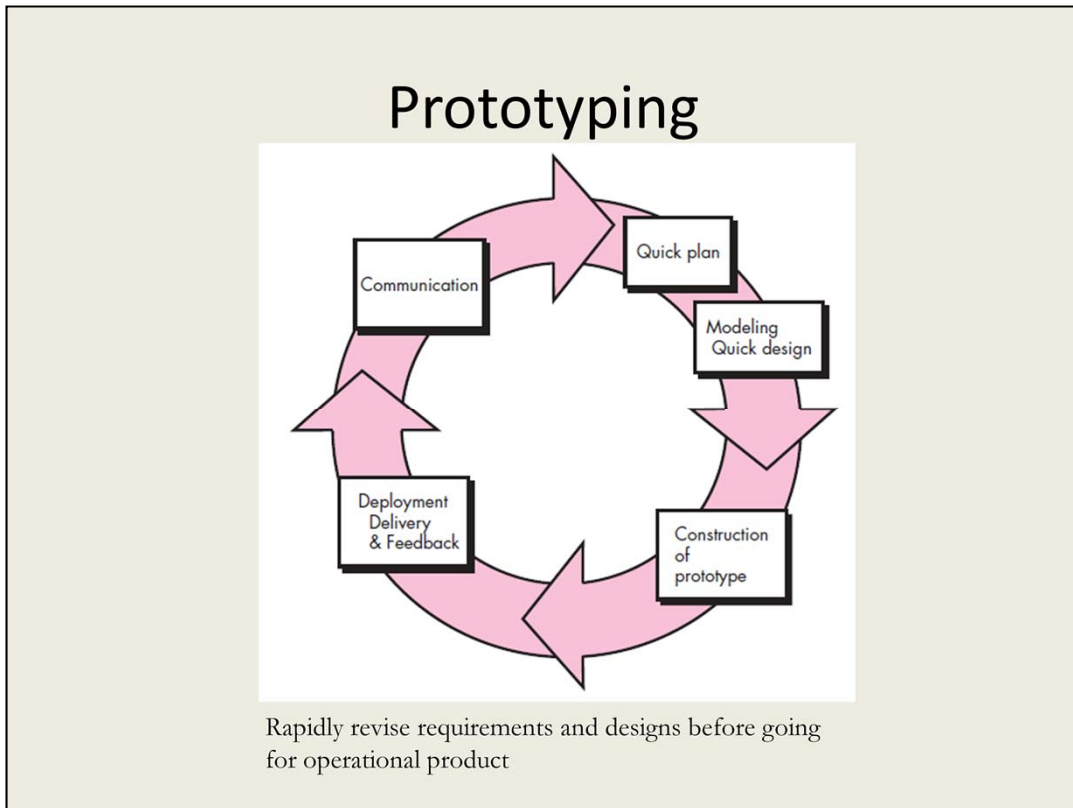 Prototyping
Communication
Quick plan
Modeling
Quick design
Construction
of
prototype
Deployment
Delivery
& Feedback
Rapidly revise requirements and designs before going
for operational product